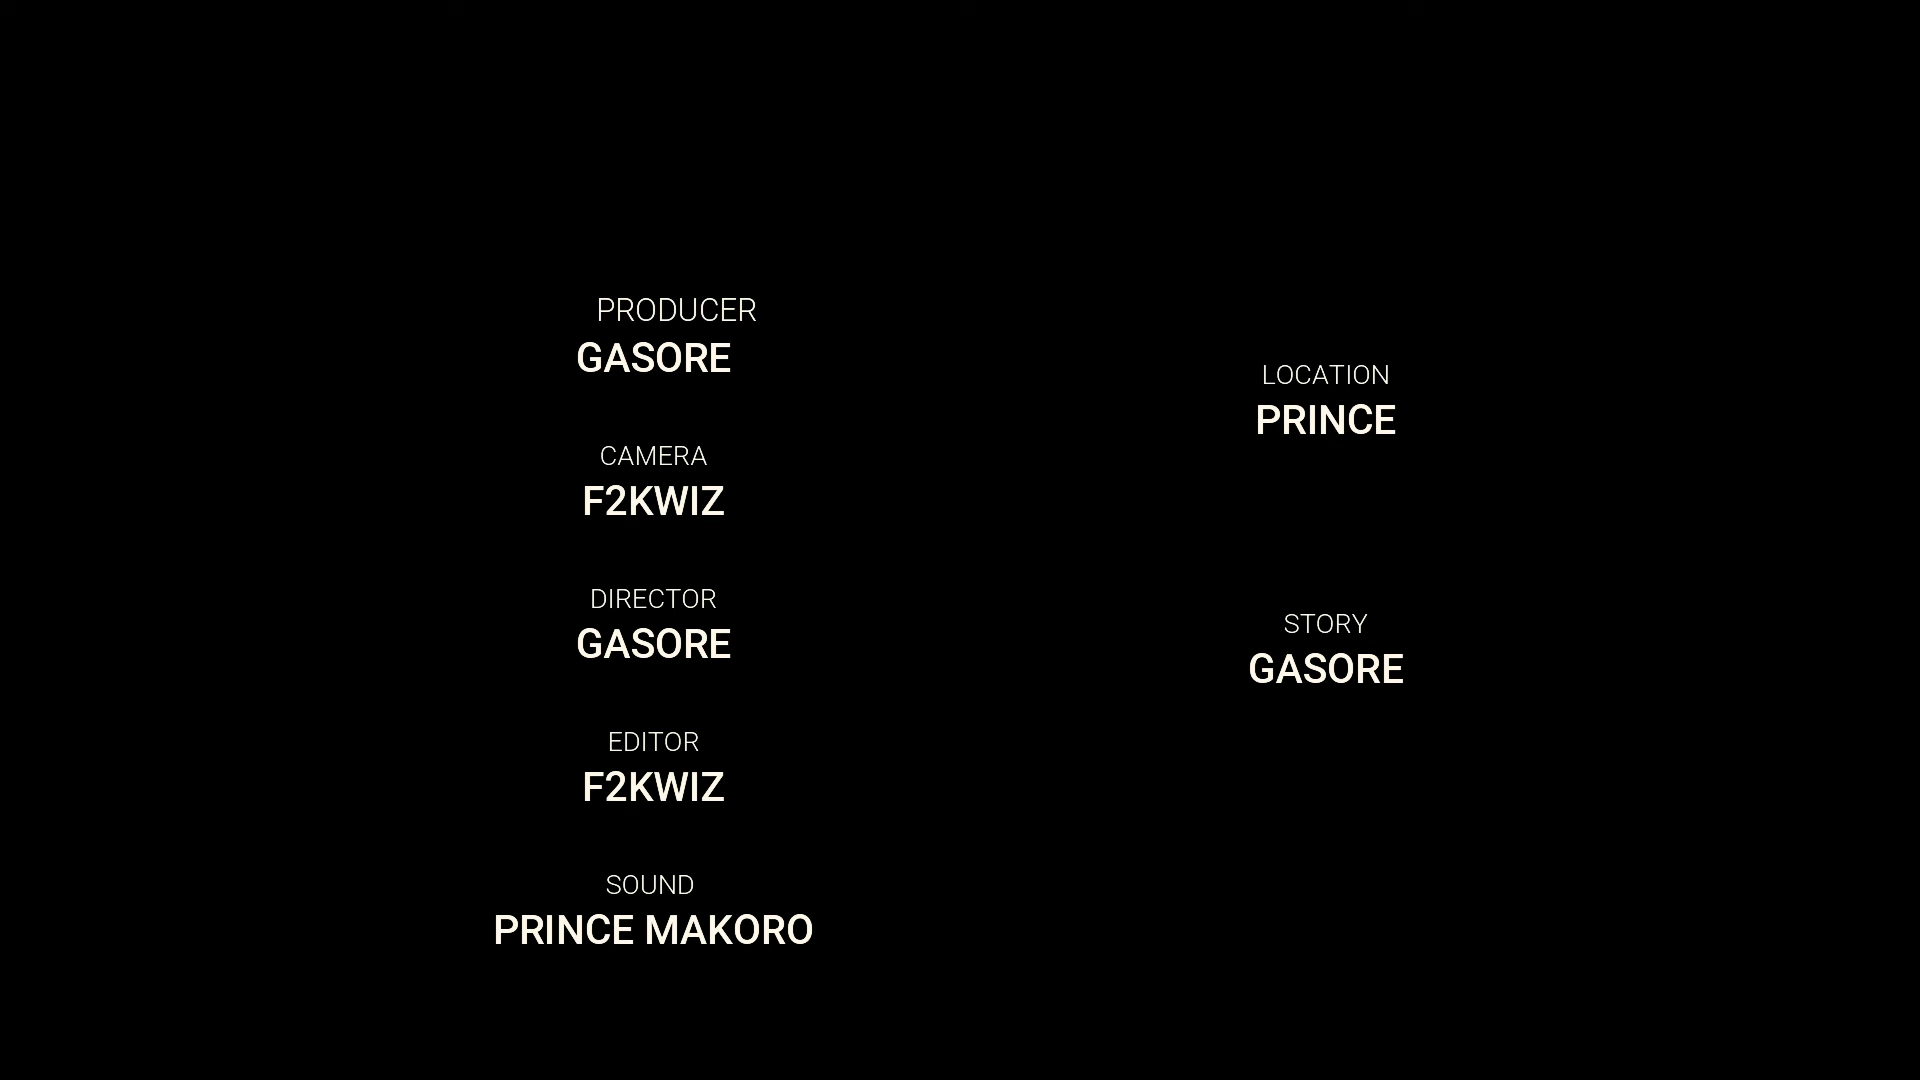 PRODUCER
GASORE
CAMERA
F2KWIZ
DIRECTOR
GASORE
EDITOR
F2KWIZ
SOUND
PRINCE MAKORO
LOCATION
PRINCE
STORY
GASORE